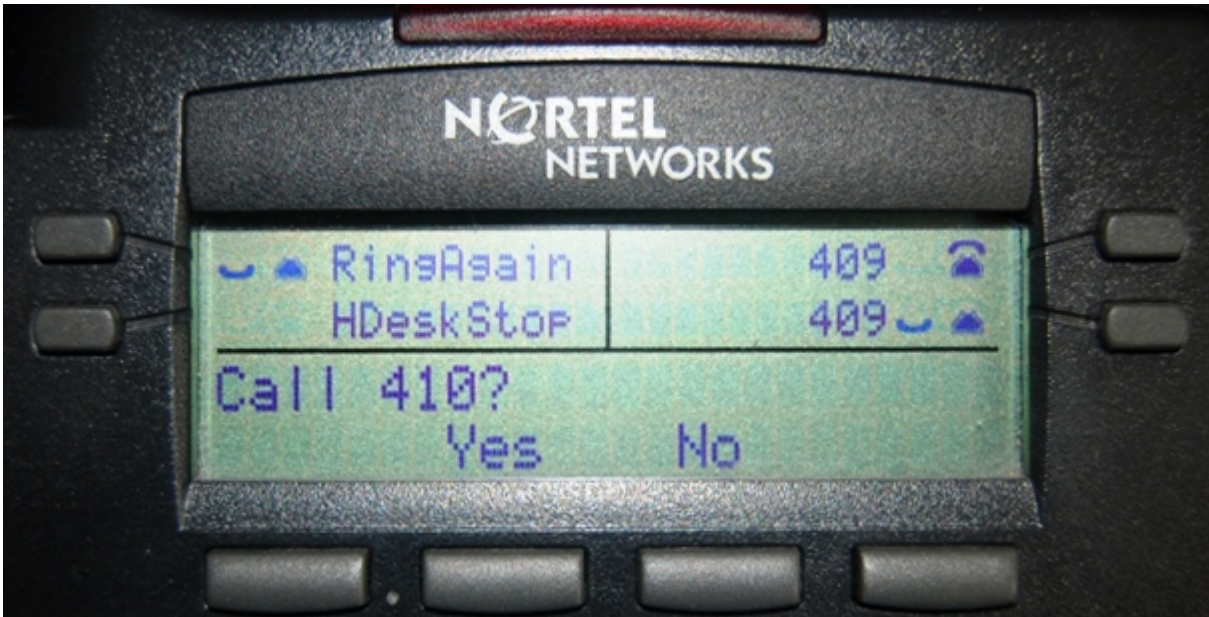 NORTEL
NETWORKS
RingAgain 409
HDeskStop 409
Call 410?
Yes No